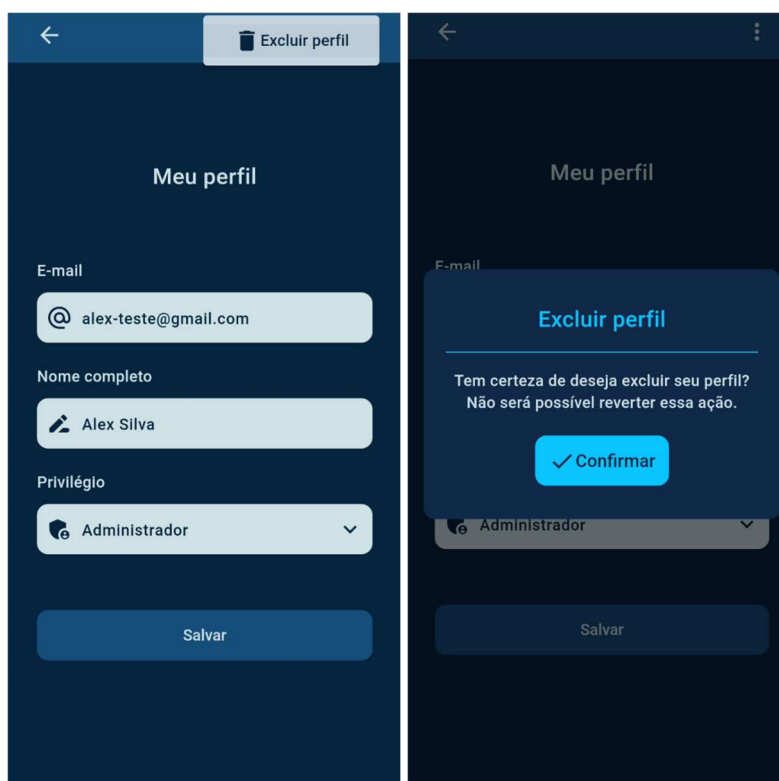 Excluir perfil
Meu perfil
E-mail
alex-teste@gmail.com
Nome completo
Alex Silva
Privilégio
Administrador
Salvar
Meu perfil
E-mail
Excluir perfil
Tem certeza de deseja excluir seu perfil?
Não será possível reverter essa ação.
Confirmar
Administrador
Salvar